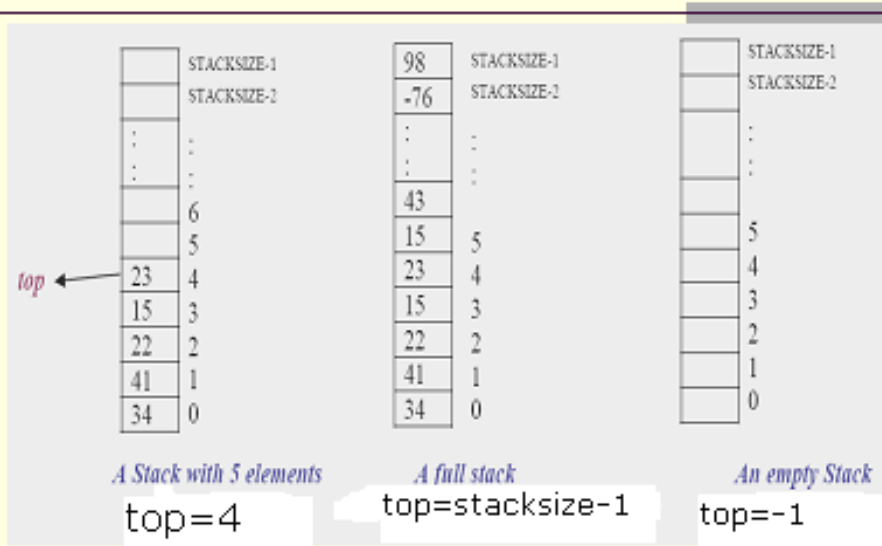 STACKSIZE-1
STACKSIZE-2
:
:
:
:
6
5
top
23 4
15 3
22 2
41 1
34 0
A Stack with 5 elements
top=4
98 STACKSIZE-1
-76 STACKSIZE-2
:
:
:
:
43
15 5
23 4
15 3
22 2
41 1
34 0
A full stack
top=stacksize-1
STACKSIZE-1
STACKSIZE-2
:
:
5
4
3
2
1
0
An empty Stack
top=-1